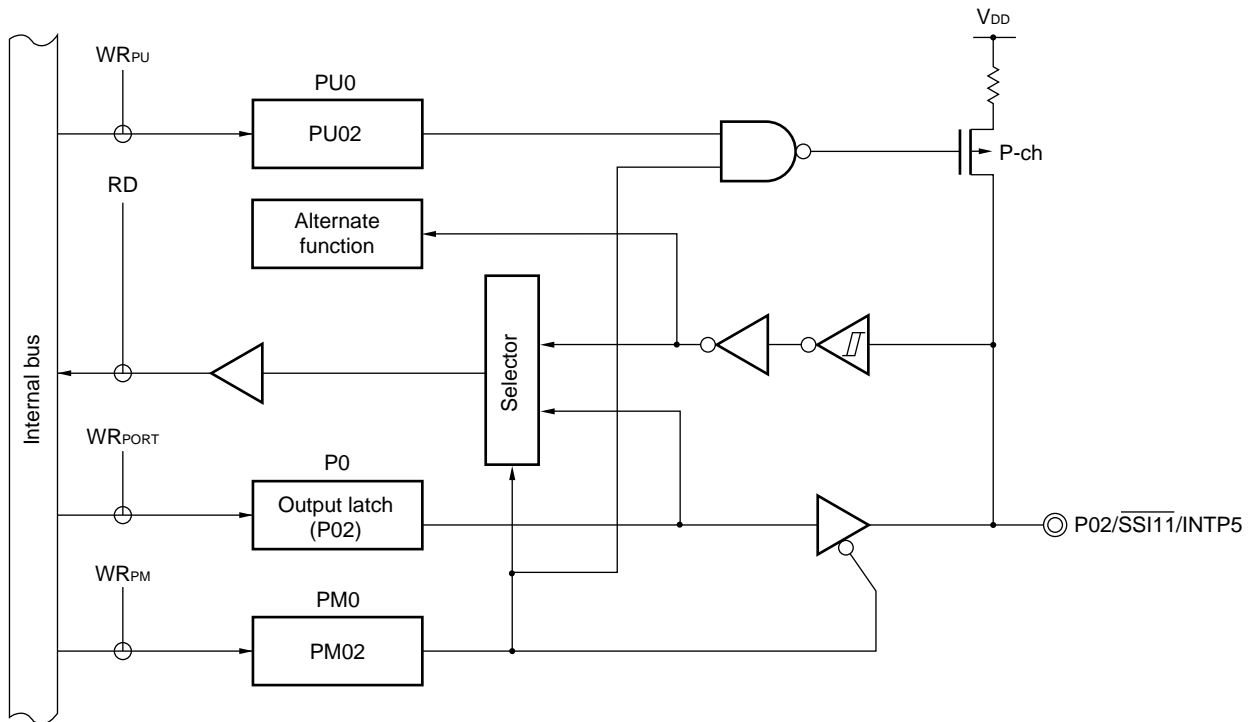 VDD
WRPU
PU0
PU02
P-ch
RD
Alternate
function
Selector
Internal bus
WRPORT
P0
Output latch
(P02)
P02/SSI11/INTP5
WRPM
PM0
PM02